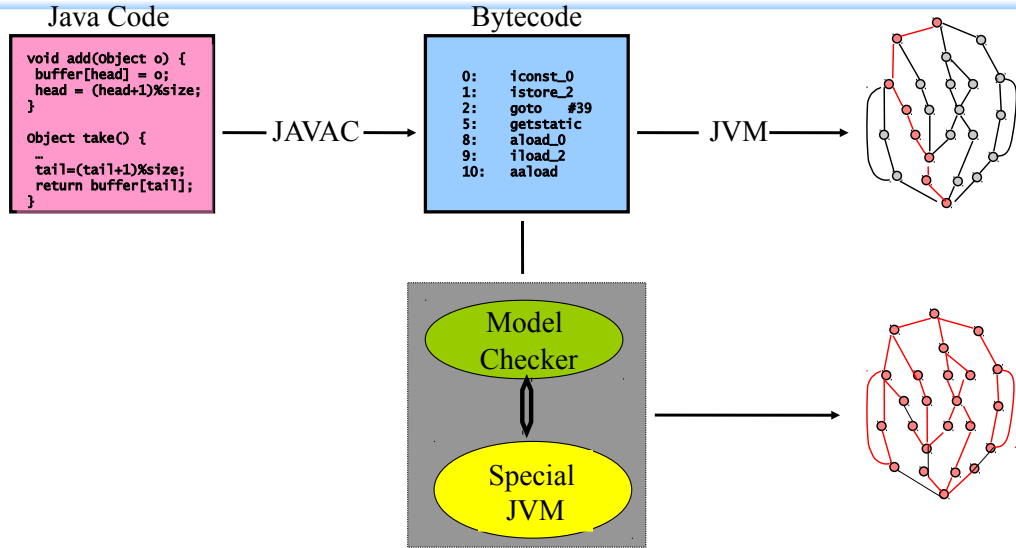 Java Code
void add(Object o) {
buffer[head] = o;
head = (head+1)%size;
}
Object take() {
…
tail=(tail+1)%size;
return buffer[tail];
}
JAVAC
Bytecode
0: iconst_0
1: istore_2
2: goto #39
5: getstatic
8: aload_0
9: iload_2
10: aaload
JVM
Model
Checker
Special
JVM